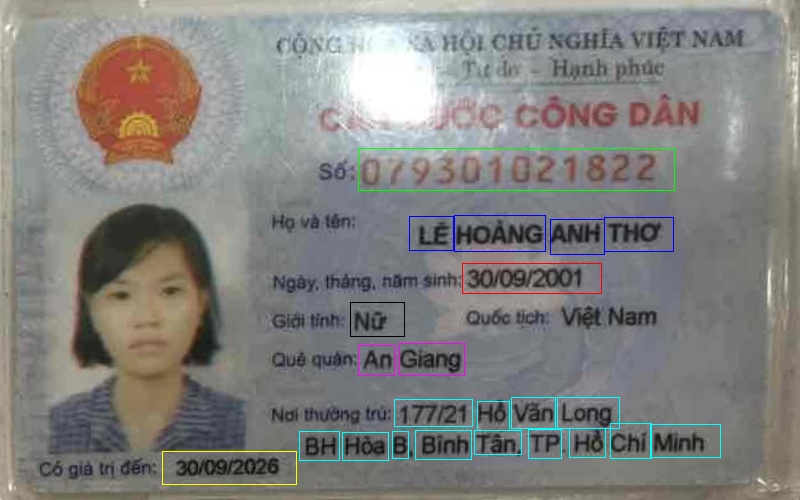 CỘNG HÒA XÃ HỘI CHỦ NGHĨA VIỆT NAM
Tự do - Hạnh phúc
CĂN CƯỚC CÔNG DÂN
Số: 079301021822
Họ và tên: LÊ HOÀNG ANH THƠ
Ngày, tháng, năm sinh: 30/09/2001
Giới tính: Nữ Quốc tịch: Việt Nam
Quê quán: An Giang
Nơi thường trú: 177/21 Hồ Văn Long
BH Hòa B, Bình Tân, TP. Hồ Chí Minh
Có giá trị đến: 30/09/2026